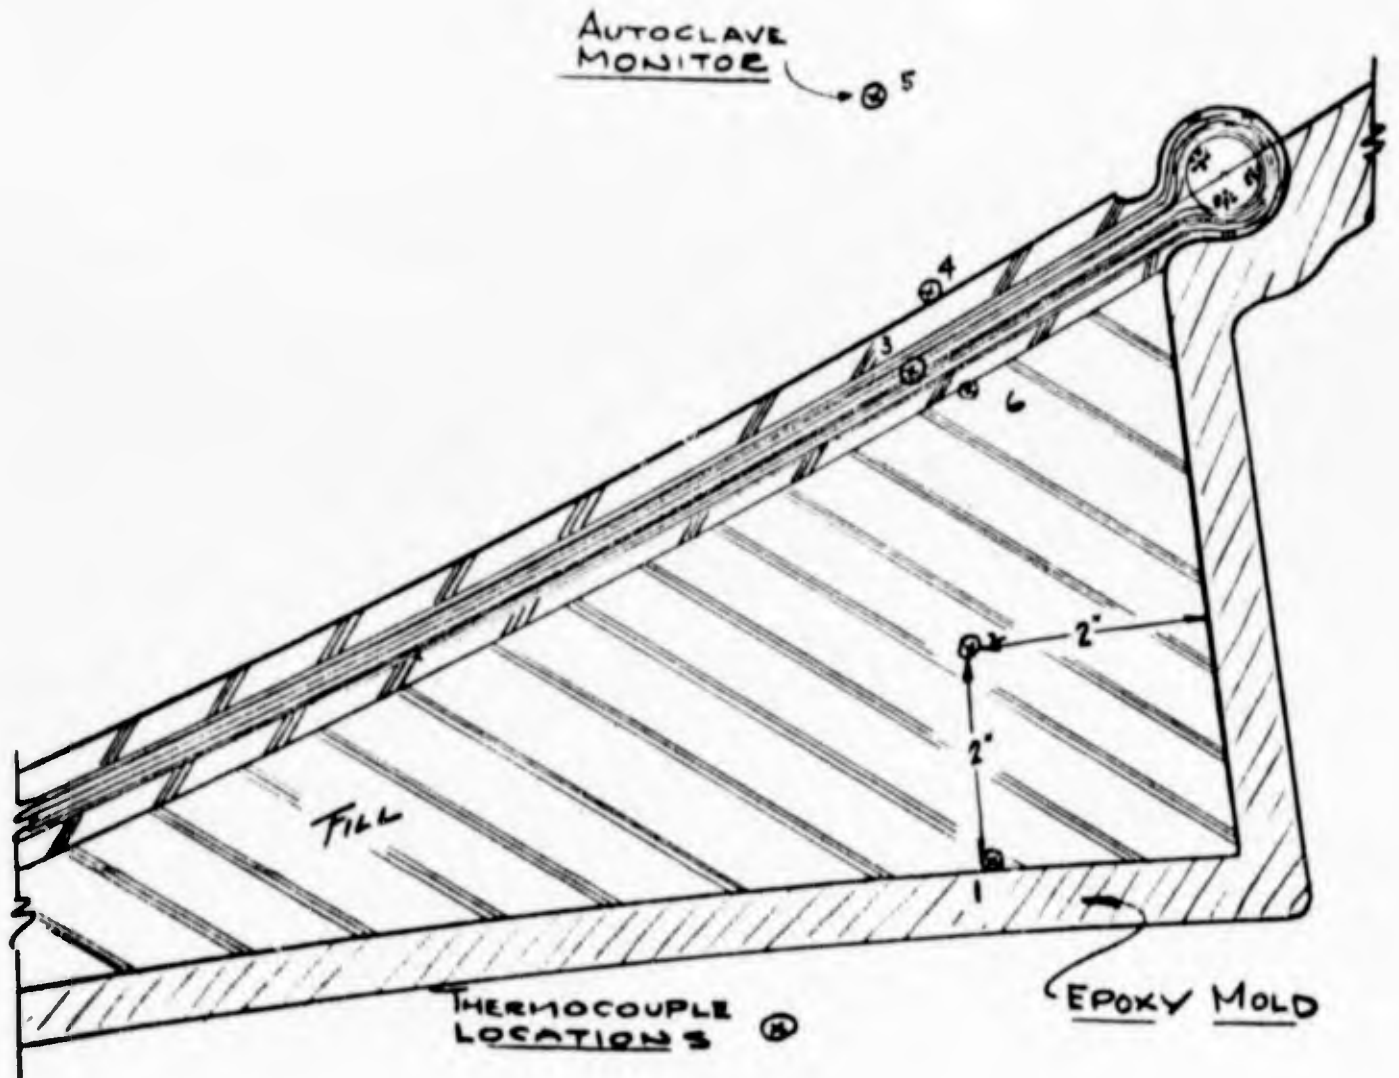 AUTOCLAVE
MONITOR
5
4
3
6
2"
2"
FILL
1
THERMOCOUPLE
LOCATIONS
EPOXY MOLD